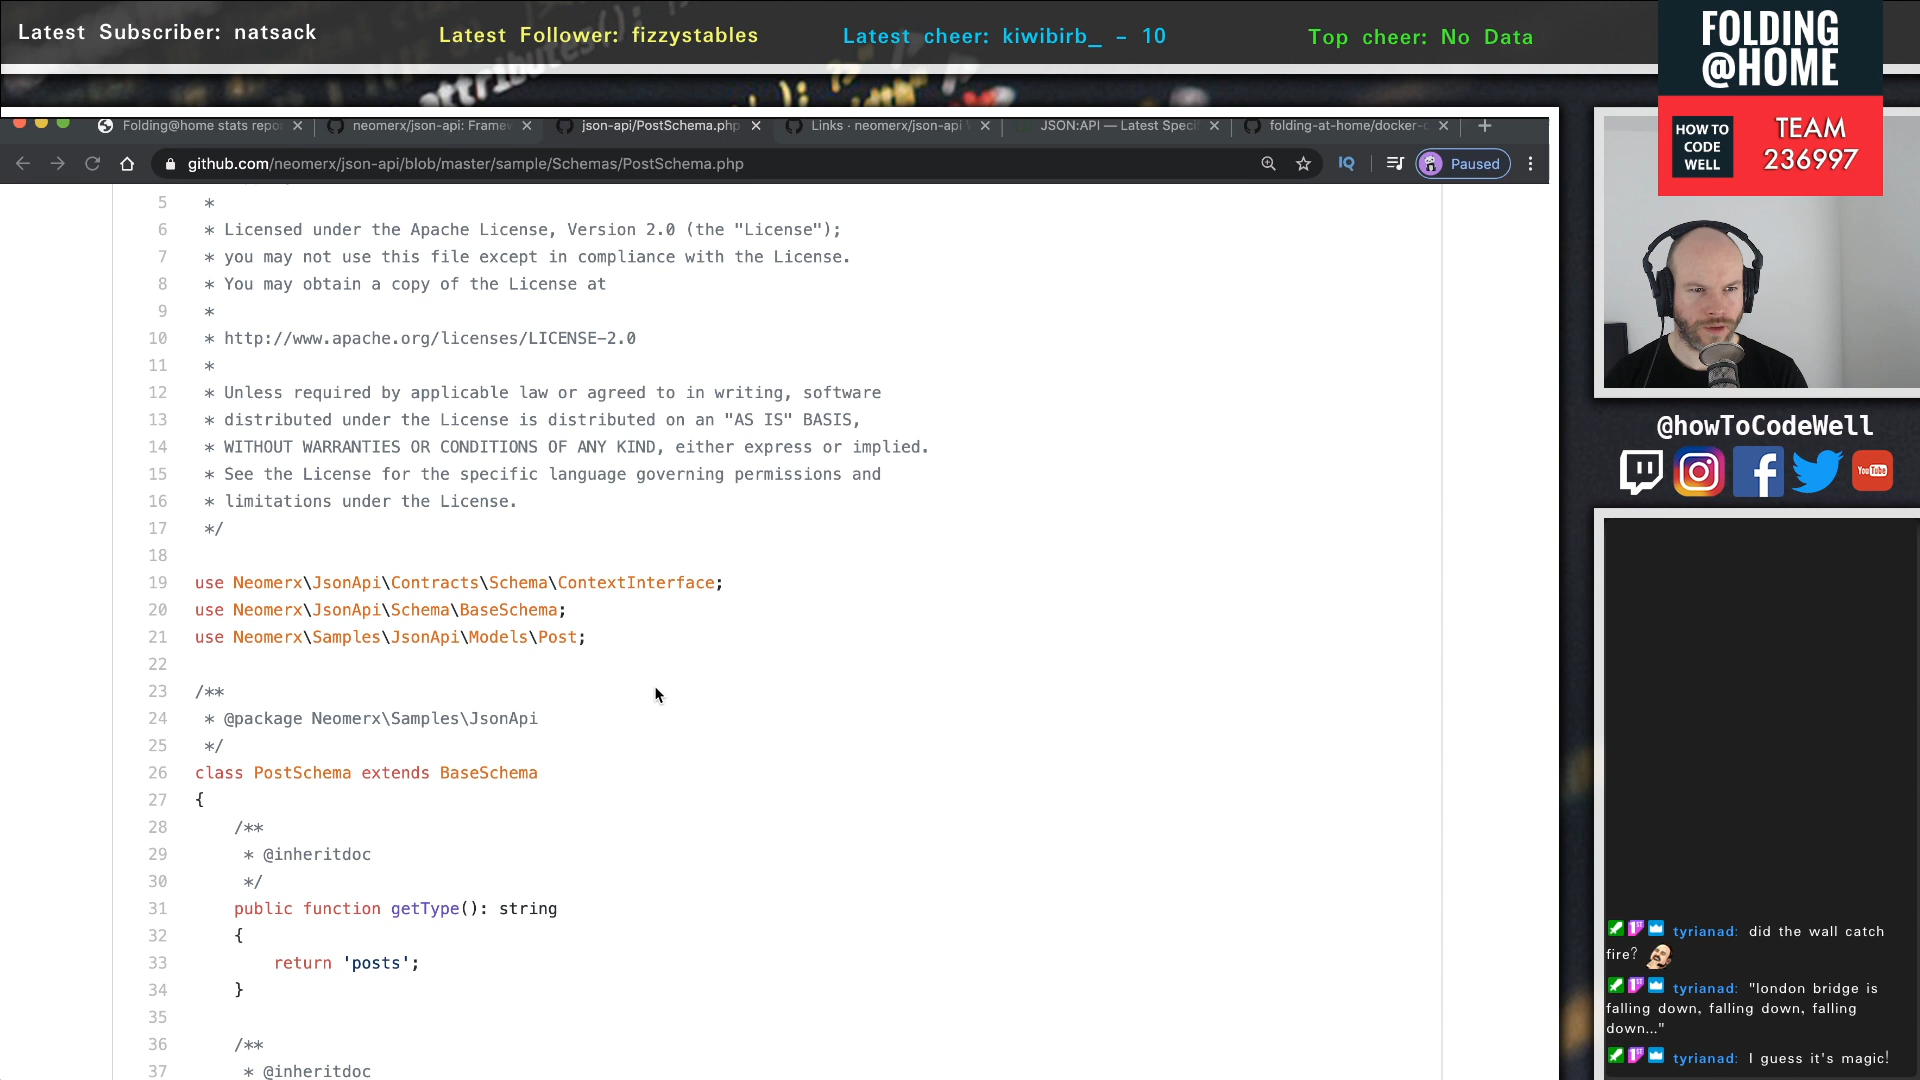 Latest Subscriber: natsack
Latest Follower: fizzystables
Latest cheer: kiwibirb_ - 10
Top cheer: No Data
FOLDING
@HOME
HOW TO
CODE
WELL
TEAM
236997
Folding@home stats repo
neomerx/json-api: Framew
json-api/PostSchema.php
Links · neomerx/json-api
JSON:API — Latest Specifi
folding-at-home/docker-c
github.com/neomerx/json-api/blob/master/sample/Schemas/PostSchema.php
IQ
Paused
5 *
6 * Licensed under the Apache License, Version 2.0 (the "License");
7 * you may not use this file except in compliance with the License.
8 * You may obtain a copy of the License at
9 *
10 * http://www.apache.org/licenses/LICENSE-2.0
11 *
12 * Unless required by applicable law or agreed to in writing, software
13 * distributed under the License is distributed on an "AS IS" BASIS,
14 * WITHOUT WARRANTIES OR CONDITIONS OF ANY KIND, either express or implied.
15 * See the License for the specific language governing permissions and
16 * limitations under the License.
17 */
18
19 use Neomerx\JsonApi\Contracts\Schema\ContextInterface;
20 use Neomerx\JsonApi\Schema\BaseSchema;
21 use Neomerx\Samples\JsonApi\Models\Post;
22
23 /**
24 * @package Neomerx\Samples\JsonApi
25 */
26 class PostSchema extends BaseSchema
27 {
28 /**
29 * @inheritdoc
30 */
31 public function getType(): string
32 {
33 return 'posts';
34 }
35
36 /**
37 * @inheritdoc
@howToCodeWell
You Tube
tyrianad: did the wall catch
fire?
tyrianad: "london bridge is
falling down, falling down, falling
down..."
tyrianad: I guess it's magic!